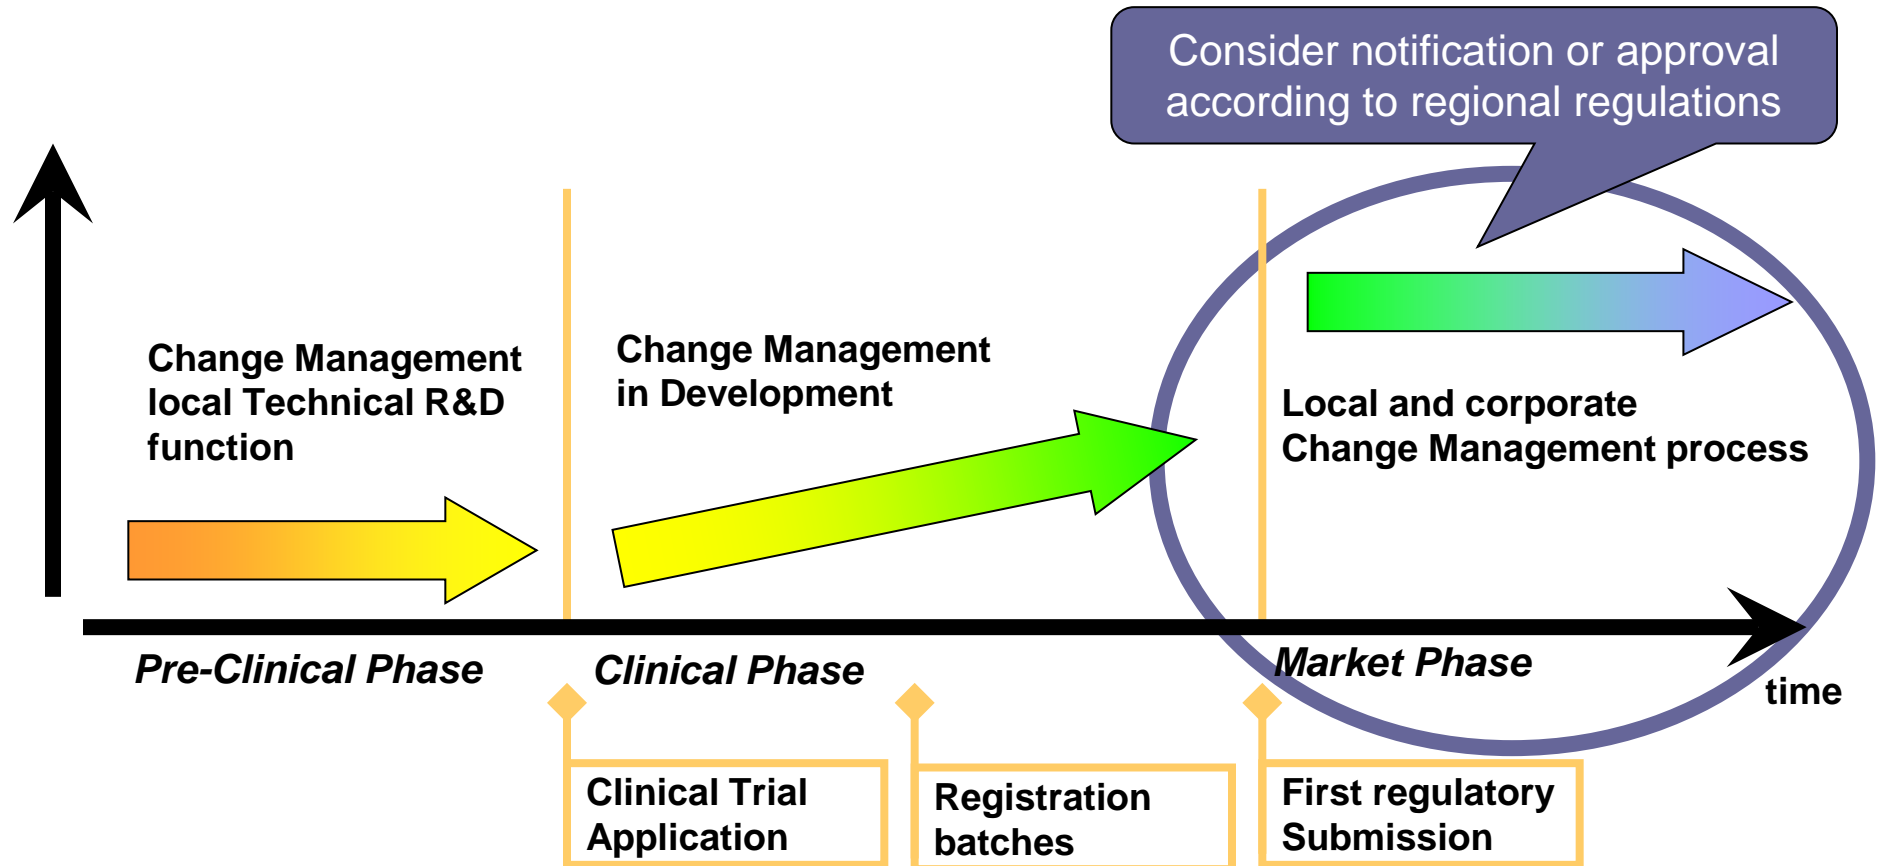 Consider notification or approval
according to regional regulations
Change Management
local Technical R&D
function
Change Management
in Development
Local and corporate
Change Management process
Pre-Clinical Phase
Clinical Phase
Market Phase
time
Clinical Trial
Application
Registration
batches
First regulatory
Submission